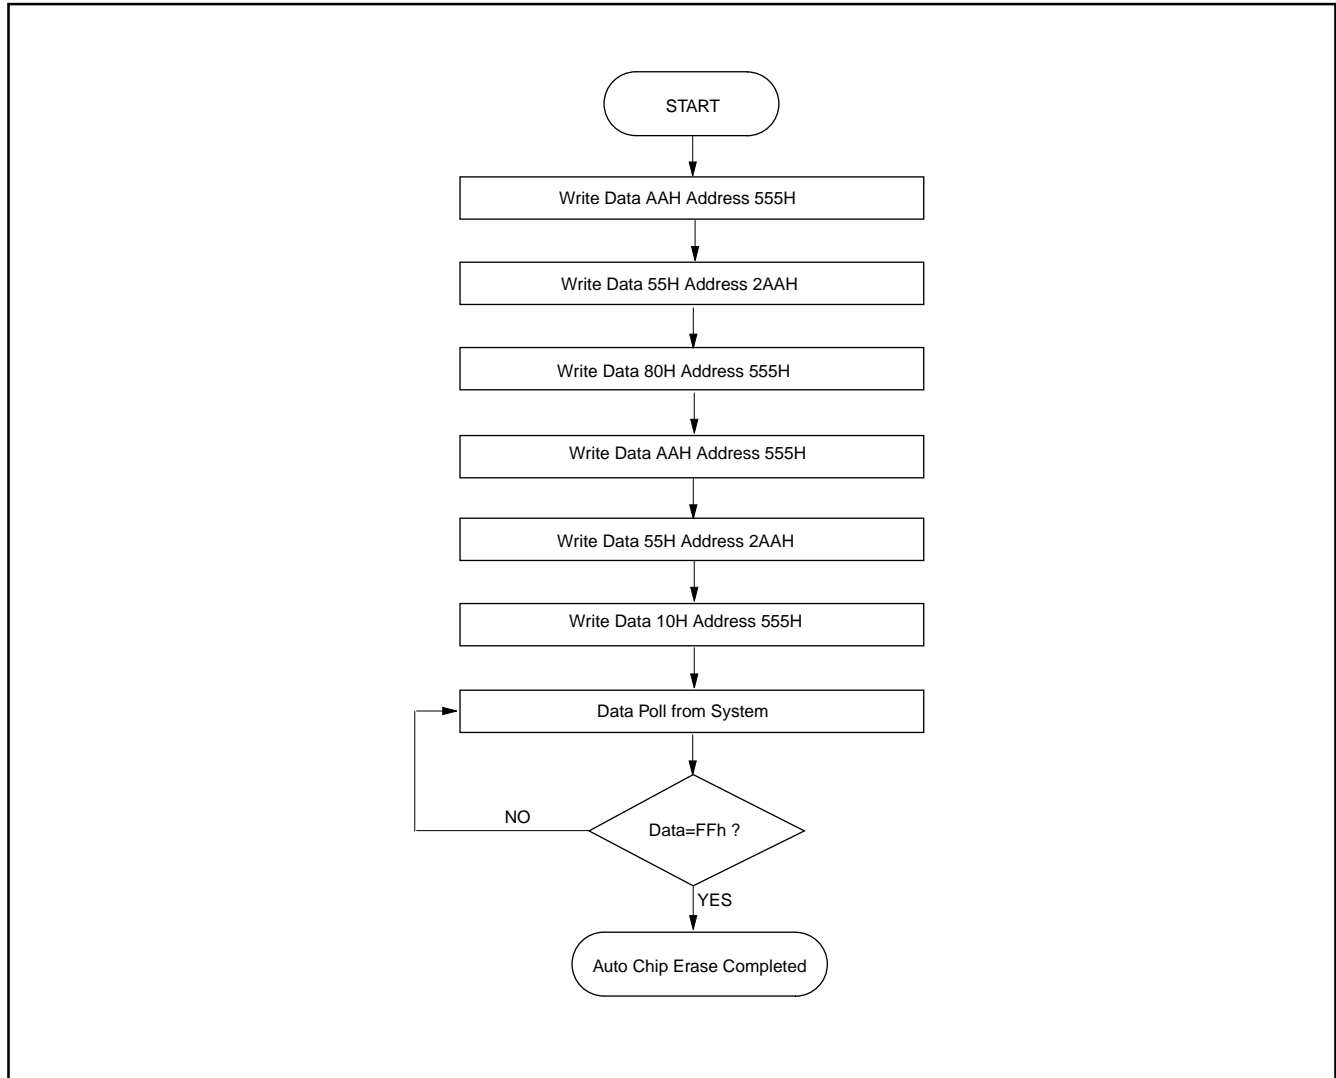 START
Write Data AAH Address 555H
Write Data 55H Address 2AAH
Write Data 80H Address 555H
Write Data AAH Address 555H
Write Data 55H Address 2AAH
Write Data 10H Address 555H
Data Poll from System
NO
Data=FFh ?
YES
Auto Chip Erase Completed